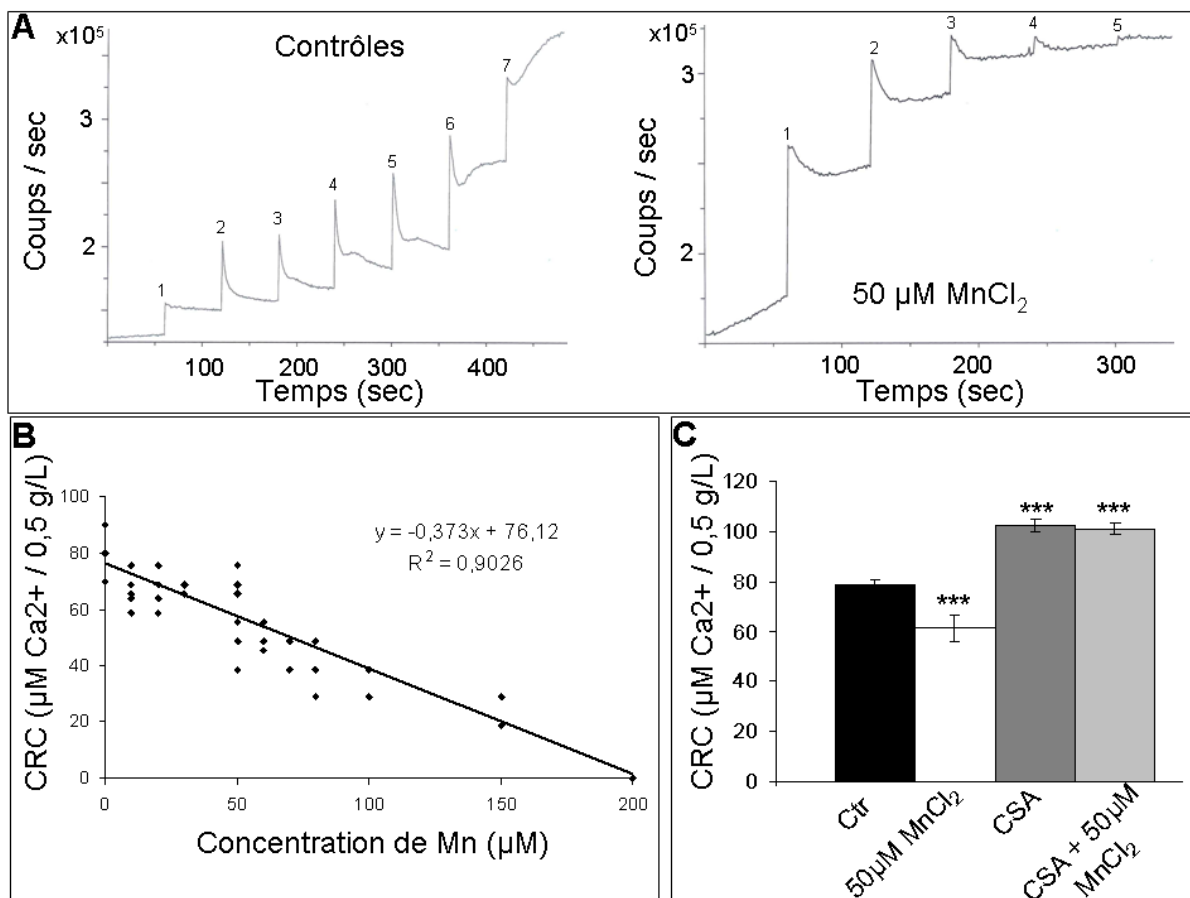 A
x10⁵
Contrôles
Coups / sec
3
2
1
2
3
4
5
6
7
100 200 300 400
Temps (sec)
x10⁵
Coups / sec
3
2
1
2
3
4
5
50 µM MnCl₂
100 200 300
Temps (sec)
B
CRC (µM Ca2+ / 0,5 g/L)
100
80
60
40
20
0
y = -0,373x + 76,12
R² = 0,9026
0 50 100 150 200
Concentration de Mn (µM)
C
CRC (µM Ca2+ / 0,5 g/L)
120
100
80
60
40
20
0
***
***
***
Ctr
50µM MnCl₂
CSA
CSA + 50µM
MnCl₂